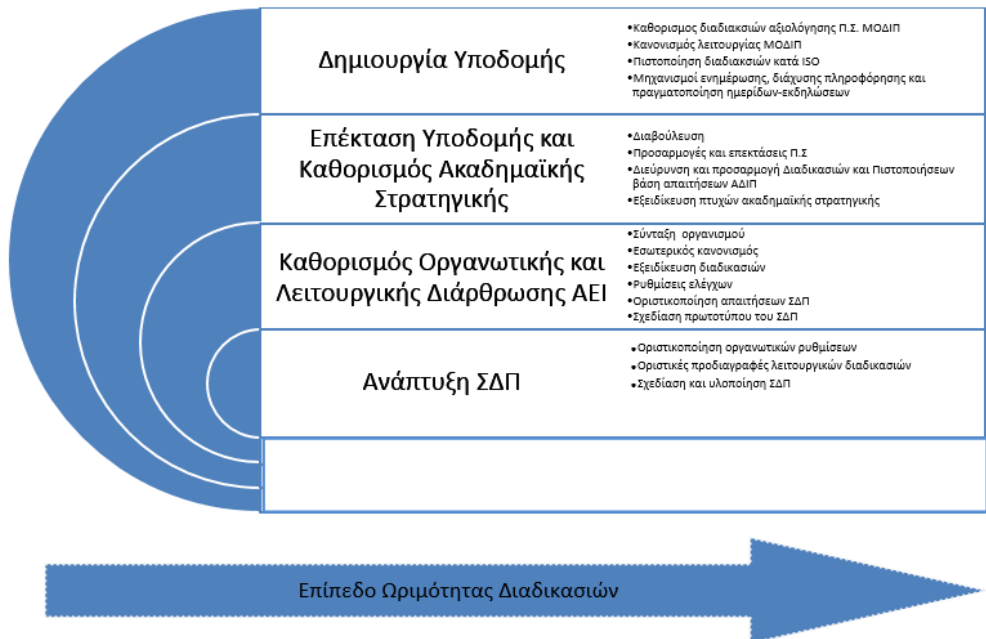 Δημιουργία Υποδομής
•Καθορισμος διαδιακσιών αξιολόγησης Π.Σ. ΜΟΔΙΠ
•Κανονισμός λειτουργίας ΜΟΔΙΠ
•Πιστοποίηση διαδιακσιών κατά ISO
•Μηχανισμοί ενημέρωσης, διάχυσης πληροφόρησης και
πραγματοποίηση ημερίδων-εκδηλώσεων
Επέκταση Υποδομής και
Καθορισμός Ακαδημαϊκής
Στρατηγικής
•Διαβούλευση
•Προσαρμογές και επεκτάσεις Π.Σ
•Διεύρυνση και προσαρμογή Διαδικασιών και Πιστοποιήσεων
βάση απαιτήσεων ΑΔΙΠ
•Εξειδίκευση πτυχών ακαδημαϊκής στρατηγικής
Καθορισμός Οργανωτικής και
Λειτουργικής Διάρθρωσης ΑΕΙ
•Σύνταξη οργανισμού
•Εσωτερικός κανονισμός
•Εξειδίκευση διαδικασιών
•Ρυθμίσεις ελέγχων
•Οριστικοποίηση απαιτήσεων ΣΔΠ
•Σχεδίαση πρωτοτύπου του ΣΔΠ
Ανάπτυξη ΣΔΠ
•Οριστικοποίηση οργανωτικών ρυθμίσεων
•Οριστικές προδιαγραφές λειτουργικών διαδικασιών
•Σχεδίαση και υλοποίηση ΣΔΠ
Επίπεδο Ωριμότητας Διαδικασιών